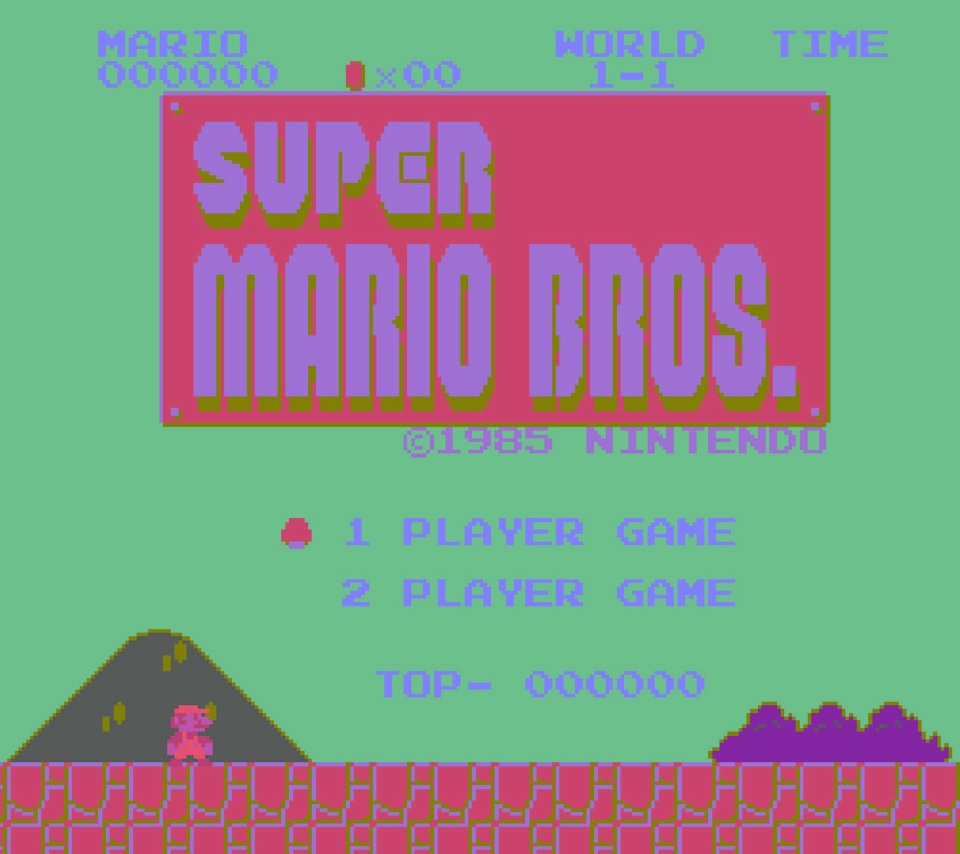 MARIO WORLD TIME
000000 ×00 1-1
SUPER
MARIO BROS.
©1985 NINTENDO
1 PLAYER GAME
2 PLAYER GAME
TOP- 000000